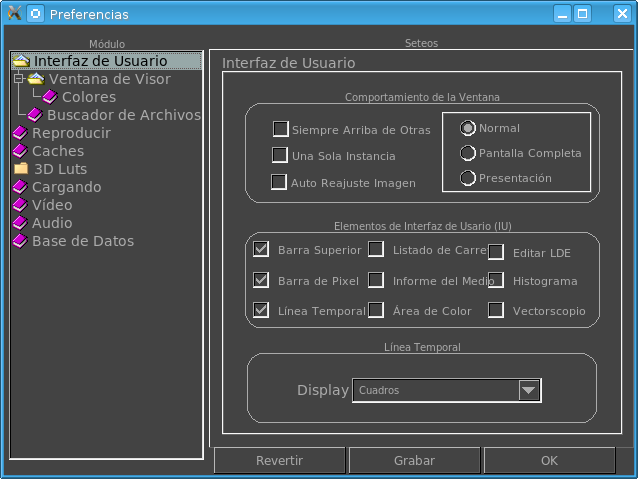 Preferencias
Módulo
Seteos
Interfaz de Usuario
Ventana de Visor
Colores
Buscador de Archivos
Reproducir
Caches
3D Luts
Cargando
Vídeo
Audio
Base de Datos
Interfaz de Usuario
Comportamiento de la Ventana
Siempre Arriba de Otras
Una Sola Instancia
Auto Reajuste Imagen
Normal
Pantalla Completa
Presentación
Elementos de Interfaz de Usario (IU)
Barra Superior
Listado de Carre
Editar LDE
Barra de Pixel
Informe del Medio
Histograma
Línea Temporal
Área de Color
Vectorscopio
Línea Temporal
Display
Cuadros
Revertir
Grabar
OK